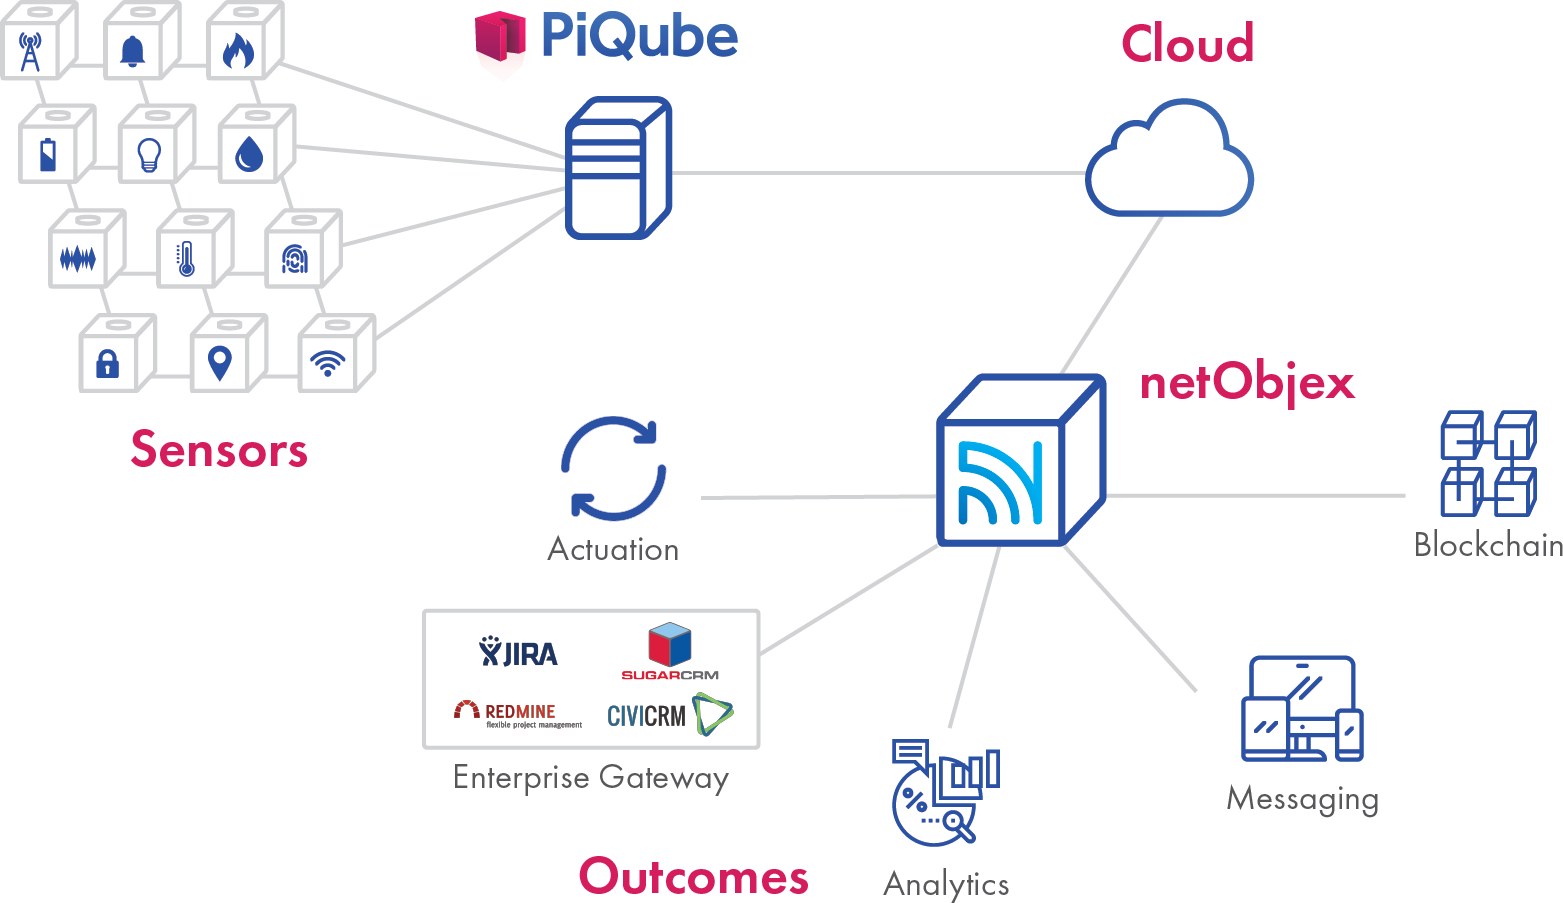 PiQube
Cloud
Sensors
netObjex
Actuation
Blockchain
JIRA
SUGARCRM
REDMINE
flexible project management
CIVICRM
Enterprise Gateway
%
Messaging
Analytics
Outcomes